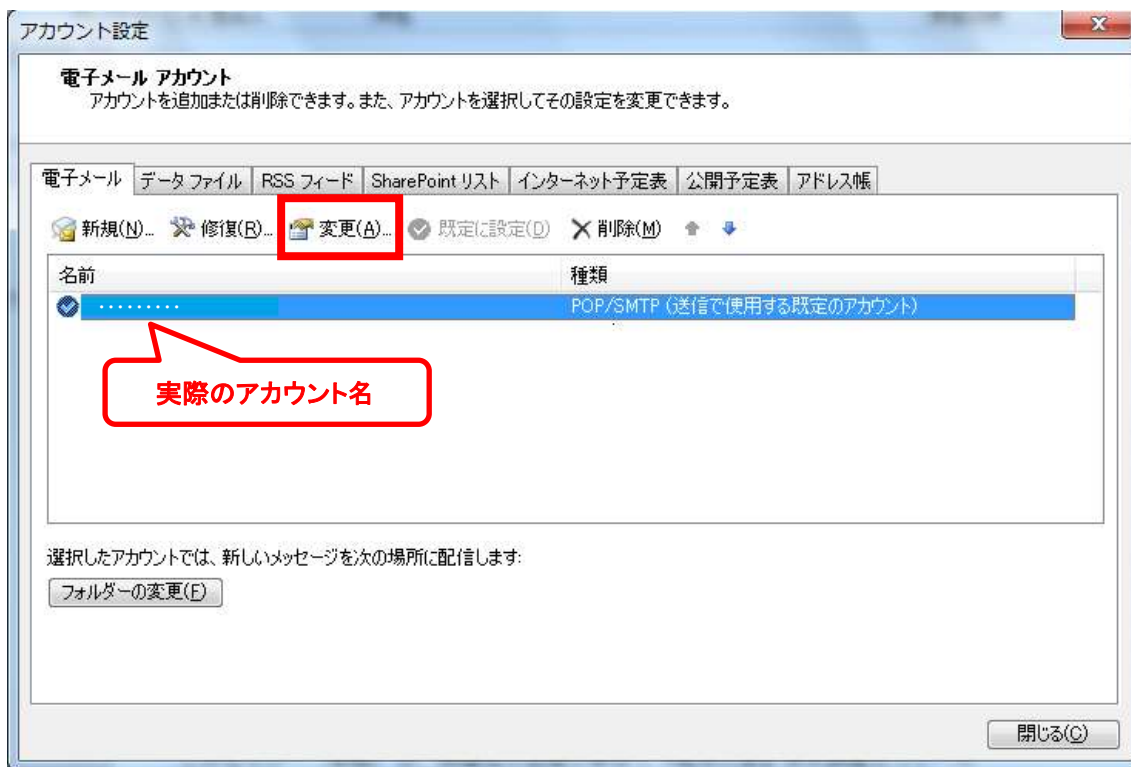 アカウント設定
電子メール アカウント
アカウントを追加または削除できます。また、アカウントを選択してその設定を変更できます。
電子メール データ ファイル RSS フィード SharePoint リスト インターネット予定表 公開予定表 アドレス帳
新規(N)... 修復(R)... 変更(A)... 既定に設定(D) 削除(M)
名前 種類
......... POP/SMTP (送信で使用する既定のアカウント)
実際のアカウント名
選択したアカウントでは、新しいメッセージを次の場所に配信します:
フォルダーの変更(F)
閉じる(C)